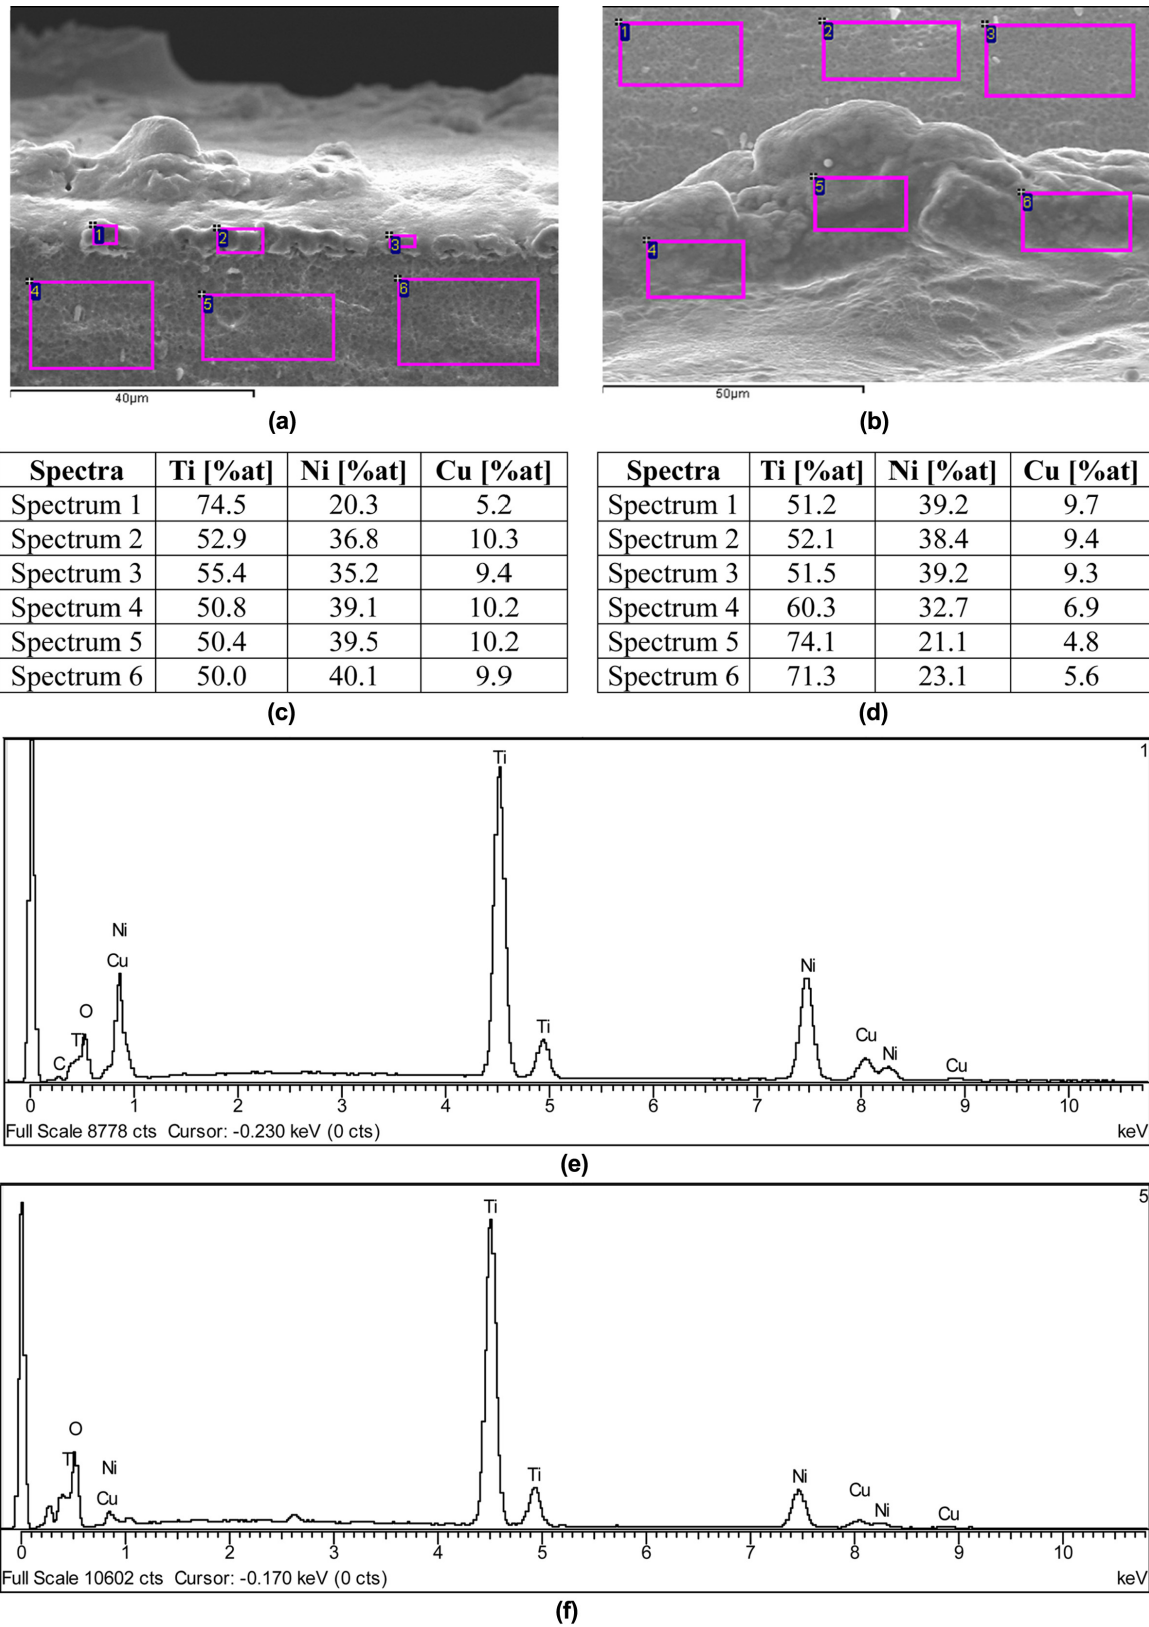 1
2
3
4
5
6
40µm
(a)
1
2
3
5
6
4
50µm
(b)
Spectra Ti [%at] Ni [%at] Cu [%at]
Spectrum 1 74.5 20.3 5.2
Spectrum 2 52.9 36.8 10.3
Spectrum 3 55.4 35.2 9.4
Spectrum 4 50.8 39.1 10.2
Spectrum 5 50.4 39.5 10.2
Spectrum 6 50.0 40.1 9.9
(c)
Spectra Ti [%at] Ni [%at] Cu [%at]
Spectrum 1 51.2 39.2 9.7
Spectrum 2 52.1 38.4 9.4
Spectrum 3 51.5 39.2 9.3
Spectrum 4 60.3 32.7 6.9
Spectrum 5 74.1 21.1 4.8
Spectrum 6 71.3 23.1 5.6
(d)
1
Ti
Ni
Cu
Ni
O
Ti
Ti
Cu
Ni
C
Cu
0 1 2 3 4 5 6 7 8 9 10
Full Scale 8778 cts Cursor: -0.230 keV (0 cts) keV
(e)
5
Ti
O
Ti
Ni
Ti
Ni
Cu
Cu
Ni
Cu
0 1 2 3 4 5 6 7 8 9 10
Full Scale 10602 cts Cursor: -0.170 keV (0 cts) keV
(f)